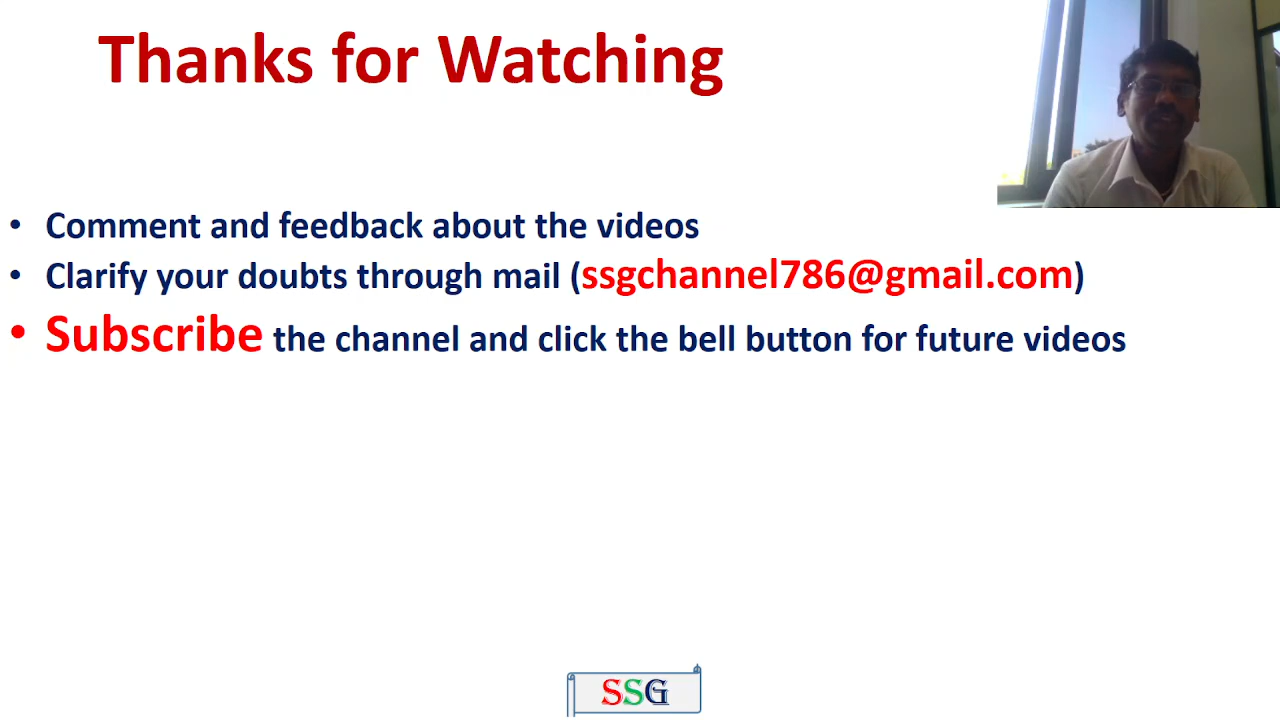 Thanks for Watching
• Comment and feedback about the videos
• Clarify your doubts through mail (ssgchannel786@gmail.com)
• Subscribe the channel and click the bell button for future videos
SSG